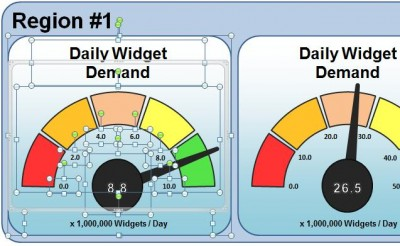 Region #1
Daily Widget
Demand
4.0 6.0
2.0 8.0
0.0 10.0
8.8
x 1,000,000 Widgets / Day
Daily Widget
Demand
20.0 30.0
10.0
0.0 50
26.5
x 1,000,000 Widgets / Day